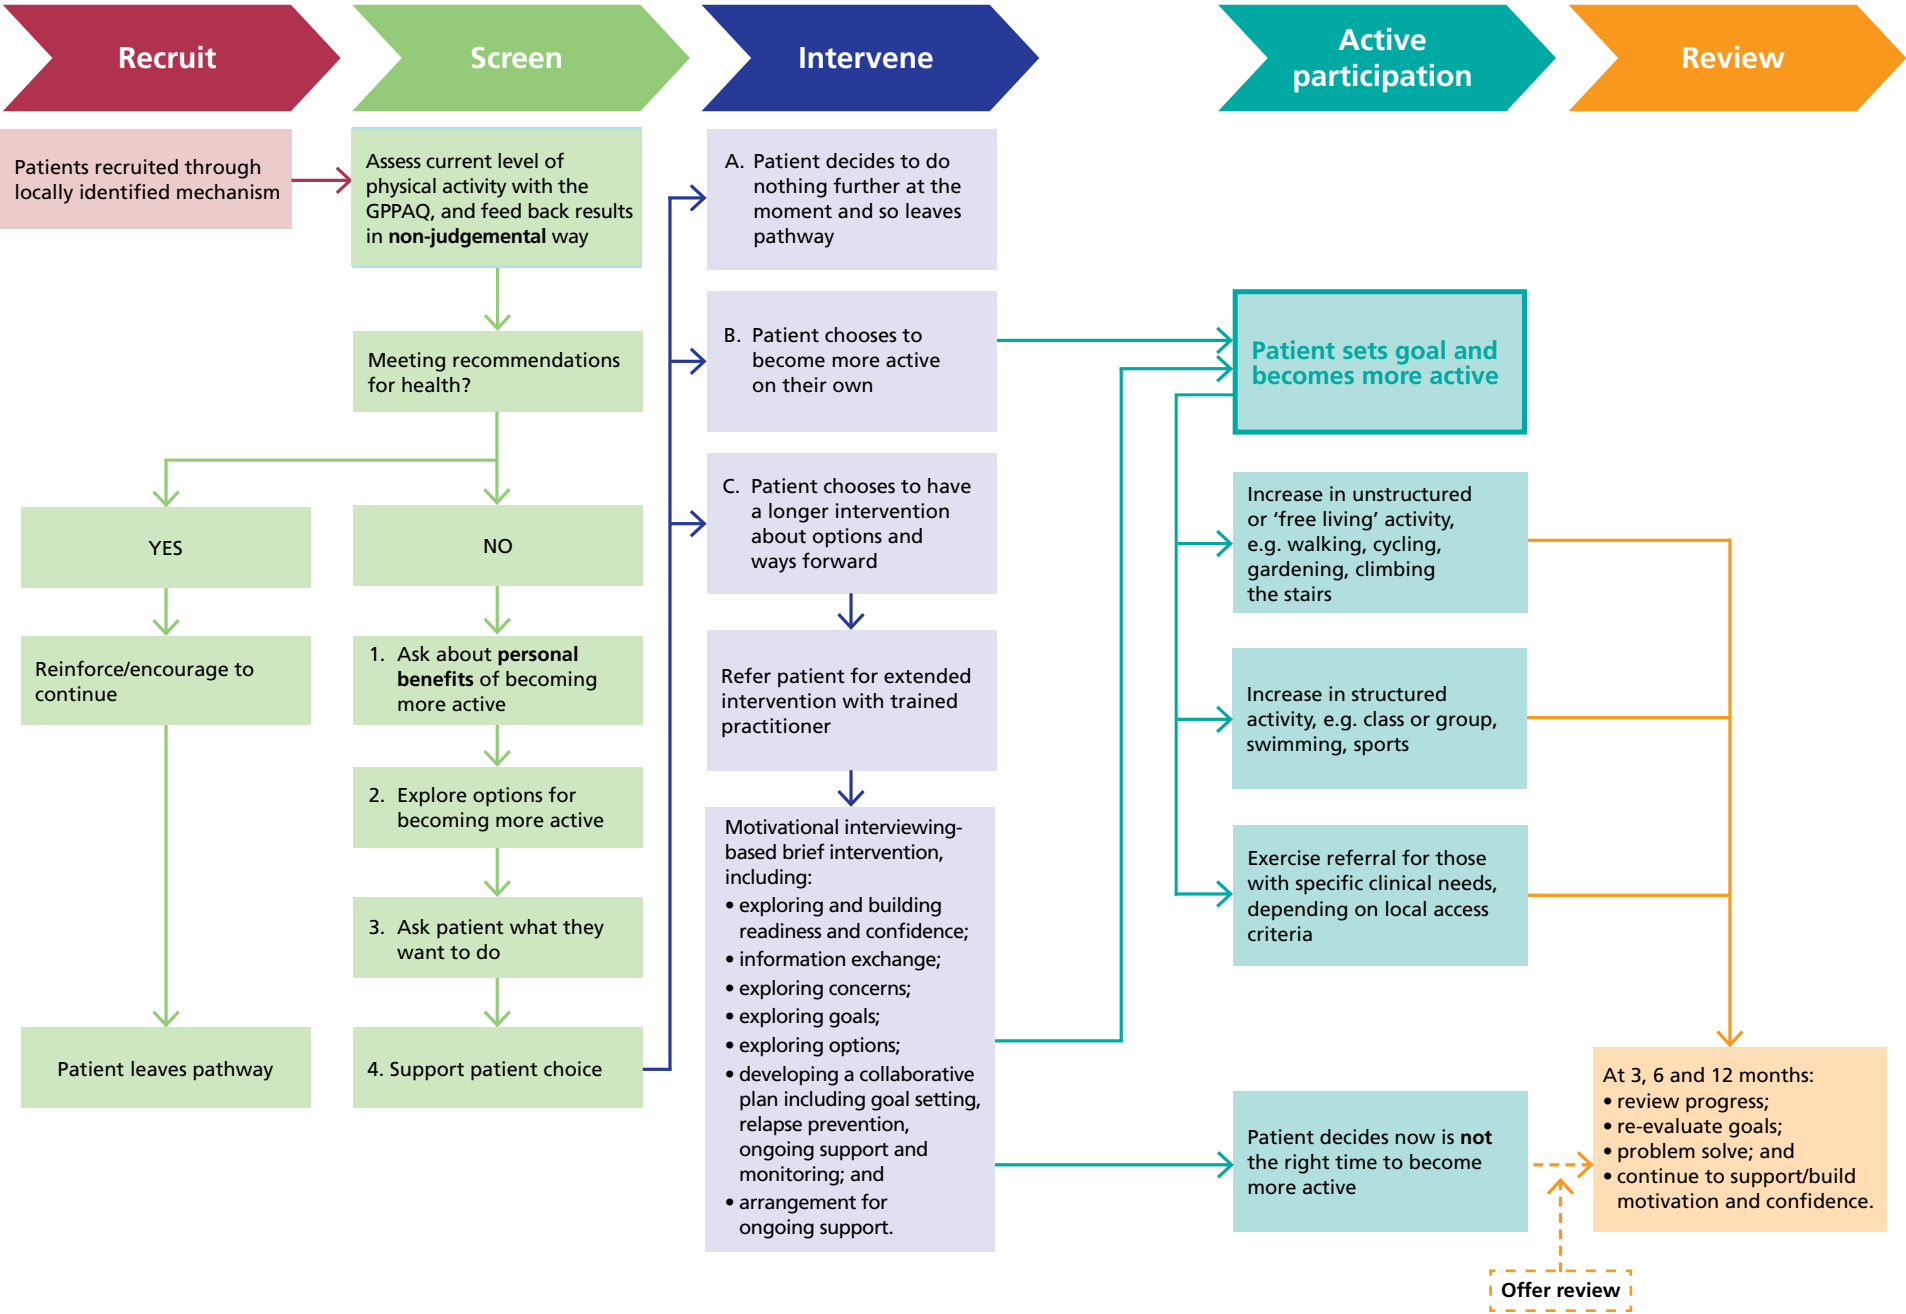 Recruit
Screen
Intervene
Active
participation
Review
Patients recruited through
locally identified mechanism
Assess current level of
physical activity with the
GPPAQ, and feed back results
in non-judgemental way
Meeting recommendations
for health?
YES
NO
Reinforce/encourage to
continue
Patient leaves pathway
1. Ask about personal
benefits of becoming
more active
2. Explore options for
becoming more active
3. Ask patient what they
want to do
4. Support patient choice
A. Patient decides to do
nothing further at the
moment and so leaves
pathway
B. Patient chooses to
become more active
on their own
C. Patient chooses to have
a longer intervention
about options and
ways forward
Refer patient for extended
intervention with trained
practitioner
Motivational interviewing-
based brief intervention,
including:
• exploring and building
readiness and confidence;
• information exchange;
• exploring concerns;
• exploring goals;
• exploring options;
• developing a collaborative
plan including goal setting,
relapse prevention,
ongoing support and
monitoring; and
• arrangement for
ongoing support.
Patient sets goal and
becomes more active
Increase in unstructured
or ‘free living’ activity,
e.g. walking, cycling,
gardening, climbing
the stairs
Increase in structured
activity, e.g. class or group,
swimming, sports
Exercise referral for those
with specific clinical needs,
depending on local access
criteria
Patient decides now is not
the right time to become
more active
At 3, 6 and 12 months:
• review progress;
• re-evaluate goals;
• problem solve; and
• continue to support/build
motivation and confidence.
Offer review